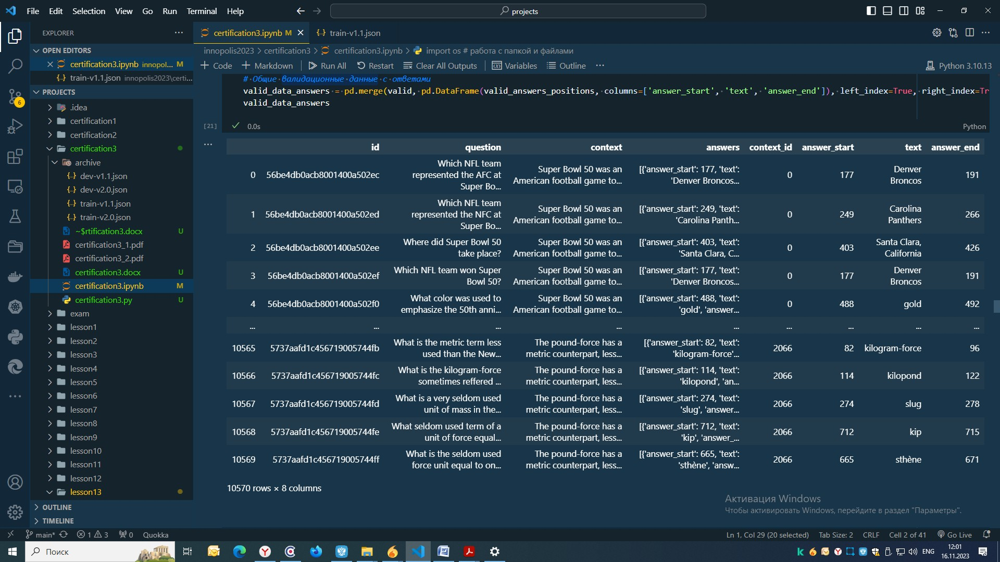 File Edit Selection View Go Run Terminal Help
projects
EXPLORER
certification3.ipynb M
train-v1.1.json
OPEN EDITORS
certification3.ipynb innopol... M
train-v1.1.json innopolis2023\certi...
PROJECTS
.idea
certification1
certification2
certification3
archive
dev-v1.1.json
dev-v2.0.json
train-v1.1.json
train-v2.0.json
~$rtification3.docx U
certification3_1.pdf
certification3_2.pdf
certification3.docx U
certification3.ipynb M
certification3.py U
exam
lesson1
lesson2
lesson3
lesson4
lesson5
lesson6
lesson7
lesson8
lesson9
lesson10
lesson11
lesson12
lesson13
OUTLINE
TIMELINE
6
innopolis2023 > certification3 > certification3.ipynb > import os # работа с папкой и файлами
+ Code + Markdown Run All Restart Clear All Outputs Variables Outline ...
Python 3.10.13
# Общие валидационные данные с ответами
valid_data_answers = pd.merge(valid, pd.DataFrame(valid_answers_positions, columns=['answer_start', 'text', 'answer_end']), left_index=True, right_index=Tr
valid_data_answers
[21] 0.0s Python
id question context answers context_id answer_start text answer_end
0 56be4db0acb8001400a502ec Which NFL team represented the AFC at Super Bo... Super Bowl 50 was an American football game to... [{'answer_start': 177, 'text': 'Denver Broncos... 0 177 Denver Broncos 191
1 56be4db0acb8001400a502ed Which NFL team represented the NFC at Super Bo... Super Bowl 50 was an American football game to... [{'answer_start': 249, 'text': 'Carolina Panth... 0 249 Carolina Panthers 266
2 56be4db0acb8001400a502ee Where did Super Bowl 50 take place? Super Bowl 50 was an American football game to... [{'answer_start': 403, 'text': 'Santa Clara, C... 0 403 Santa Clara, California 426
3 56be4db0acb8001400a502ef Which NFL team won Super Bowl 50? Super Bowl 50 was an American football game to... [{'answer_start': 177, 'text': 'Denver Broncos... 0 177 Denver Broncos 191
4 56be4db0acb8001400a502f0 What color was used to emphasize the 50th anni... Super Bowl 50 was an American football game to... [{'answer_start': 488, 'text': 'gold', 'answer... 0 488 gold 492
... ... ... ... ... ... ... ... ...
10565 5737aafd1c456719005744fb What is the metric term less used than the New... The pound-force has a metric counterpart, less... [{'answer_start': 82, 'text': 'kilogram-force'... 2066 82 kilogram-force 96
10566 5737aafd1c456719005744fc What is the kilogram-force sometimes reffered ... The pound-force has a metric counterpart, less... [{'answer_start': 114, 'text': 'kilopond', 'an... 2066 114 kilopond 122
10567 5737aafd1c456719005744fd What is a very seldom used unit of mass in the... The pound-force has a metric counterpart, less... [{'answer_start': 274, 'text': 'slug', 'answer... 2066 274 slug 278
10568 5737aafd1c456719005744fe What seldom used term of a unit of force equal... The pound-force has a metric counterpart, less... [{'answer_start': 712, 'text': 'kip', 'answer_... 2066 712 kip 715
10569 5737aafd1c456719005744ff What is the seldom used force unit equal to on... The pound-force has a metric counterpart, less... [{'answer_start': 665, 'text': 'sthène', 'answ... 2066 665 sthène 671
10570 rows × 8 columns
Активация Windows
Чтобы активировать Windows, перейдите в раздел "Параметры".
main* 1 3 0 Quokka
Ln 1, Col 29 (20 selected) Tab Size: 2 CRLF Cell 2 of 41 Go Live
Поиск
ENG
12:01
16.11.2023